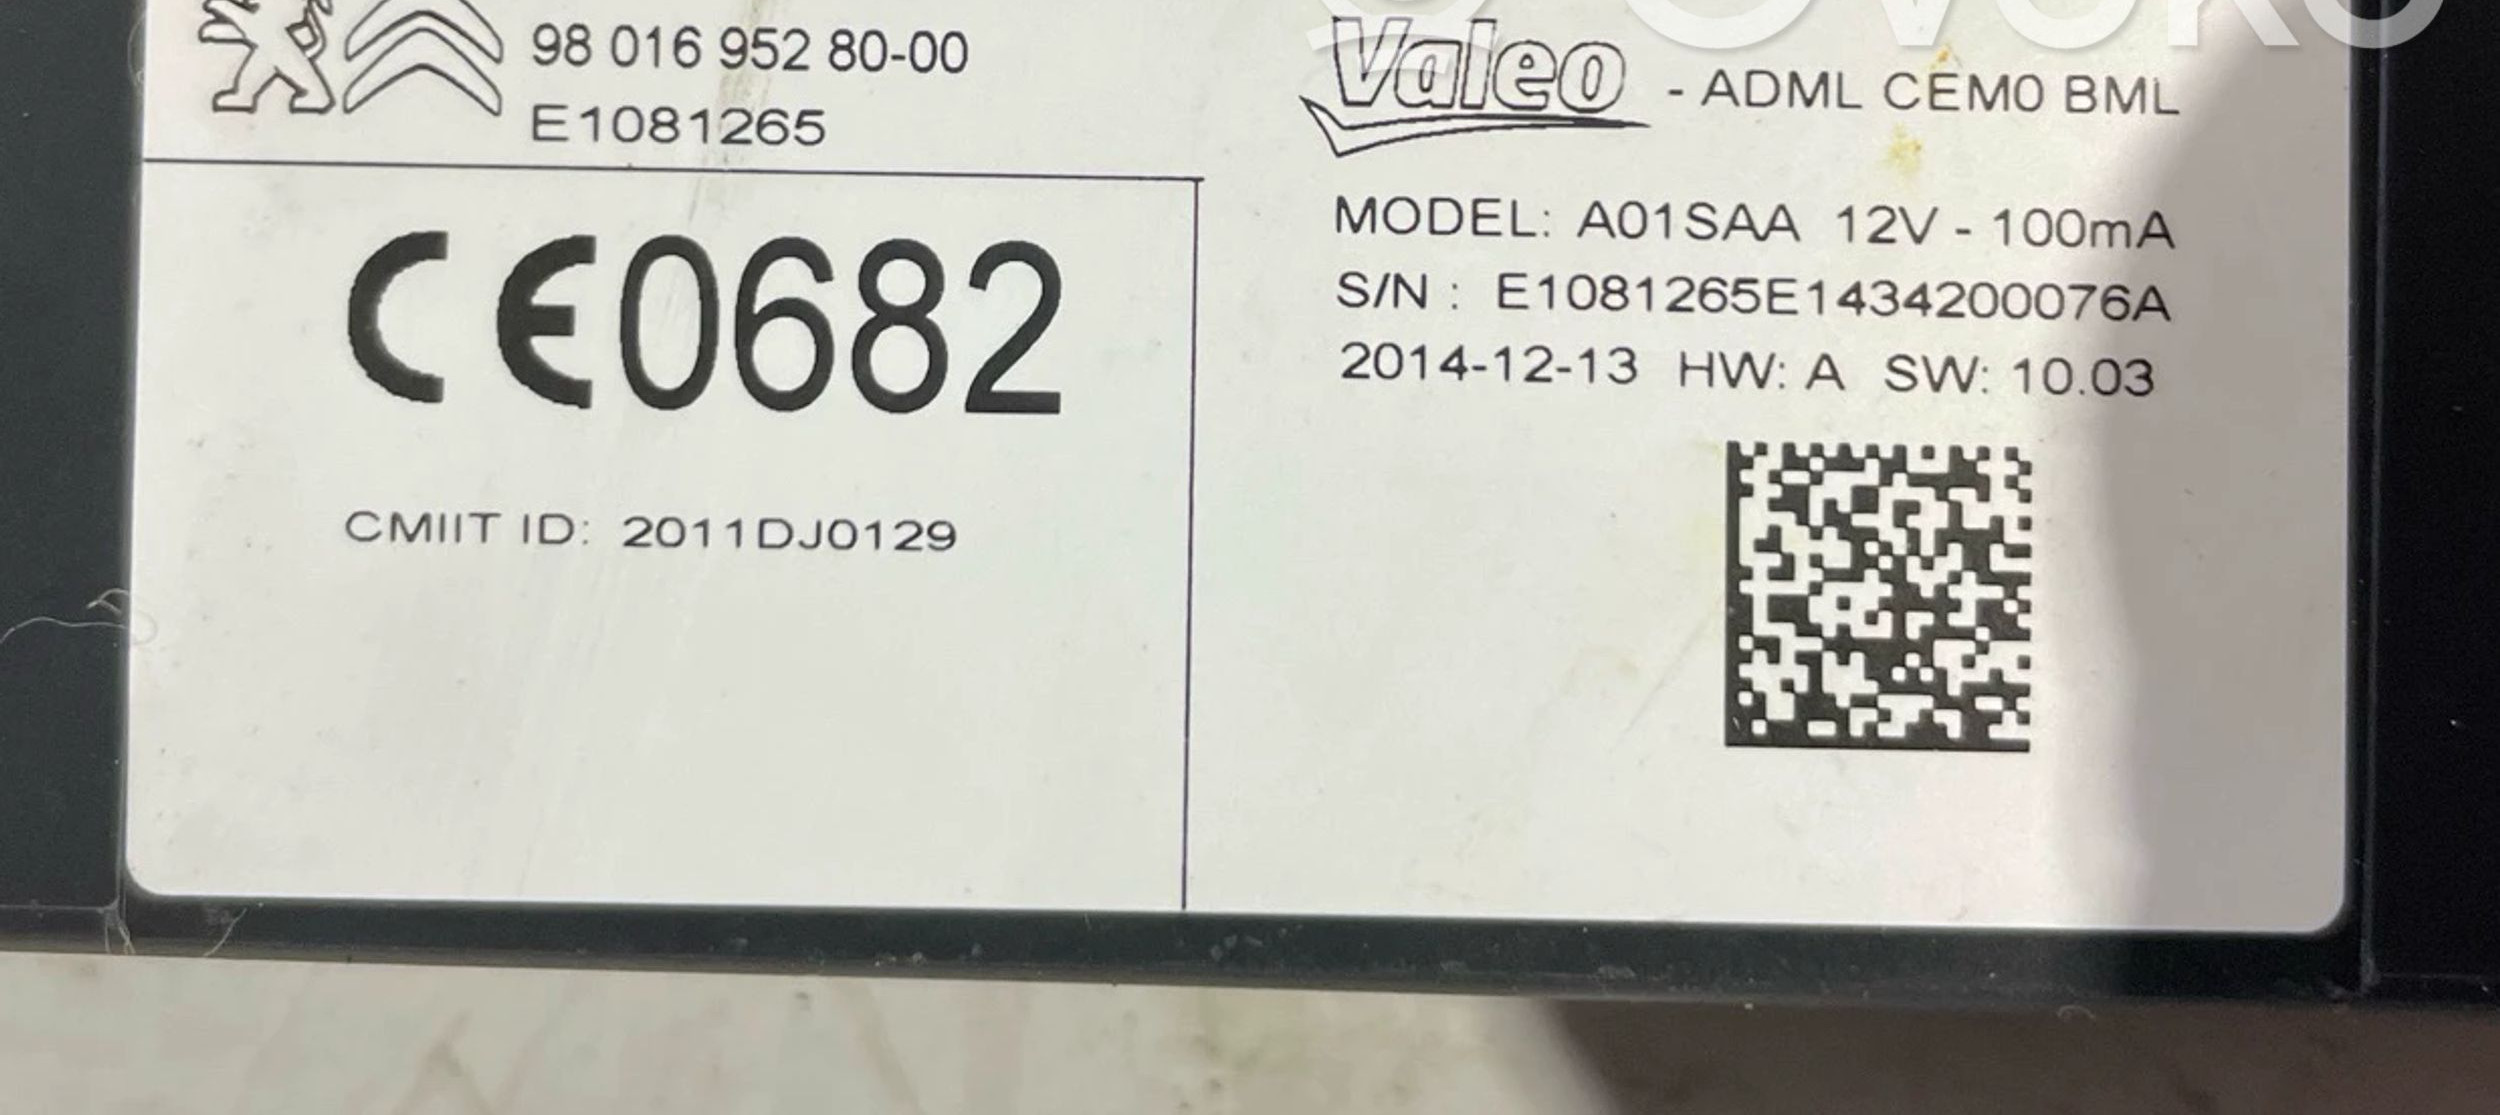 98 016 952 80-00
E1081265
CE0682
CMIIT ID: 2011DJ0129
Valeo - ADML CEM0 BML
MODEL: A01SAA 12V - 100mA
S/N : E1081265E1434200076A
2014-12-13 HW: A SW: 10.03